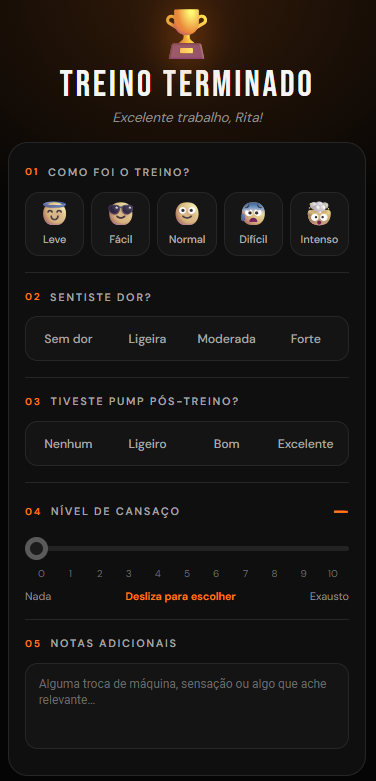 TREINO TERMINADO
Excelente trabalho, Rita!
01 COMO FOI O TREINO?
Leve Fácil Normal Difícil Intenso
02 SENTISTE DOR?
Sem dor Ligeira Moderada Forte
03 TIVESTE PUMP PÓS-TREINO?
Nenhum Ligeiro Bom Excelente
04 NÍVEL DE CANSAÇO —
0 1 2 3 4 5 6 7 8 9 10
Nada Desliza para escolher Exausto
05 NOTAS ADICIONAIS
Alguma troca de máquina, sensação ou algo que ache
relevante...